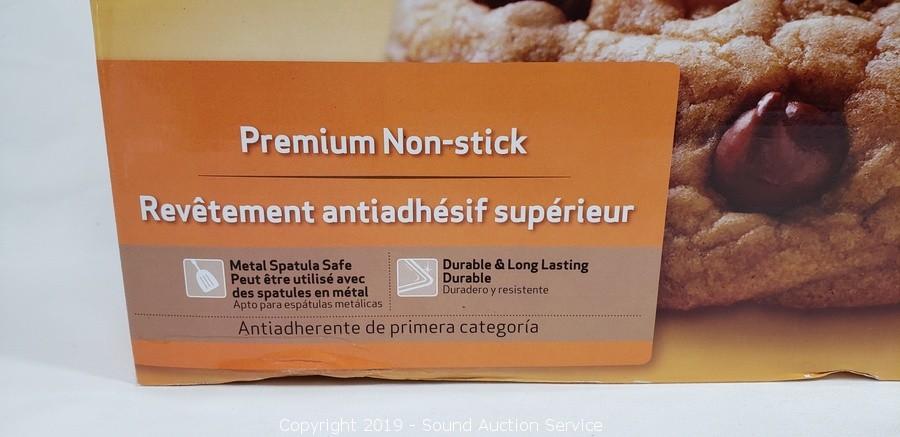 Premium Non-stick
Revêtement antiadhésif supérieur
Metal Spatula Safe
Peut être utilisé avec
des spatules en métal
Apto para espátulas metálicas
Durable & Long Lasting
Durable
Duradero y resistente
Antiadherente de primera categoría
Copyright 2019 - Sound Auction Service